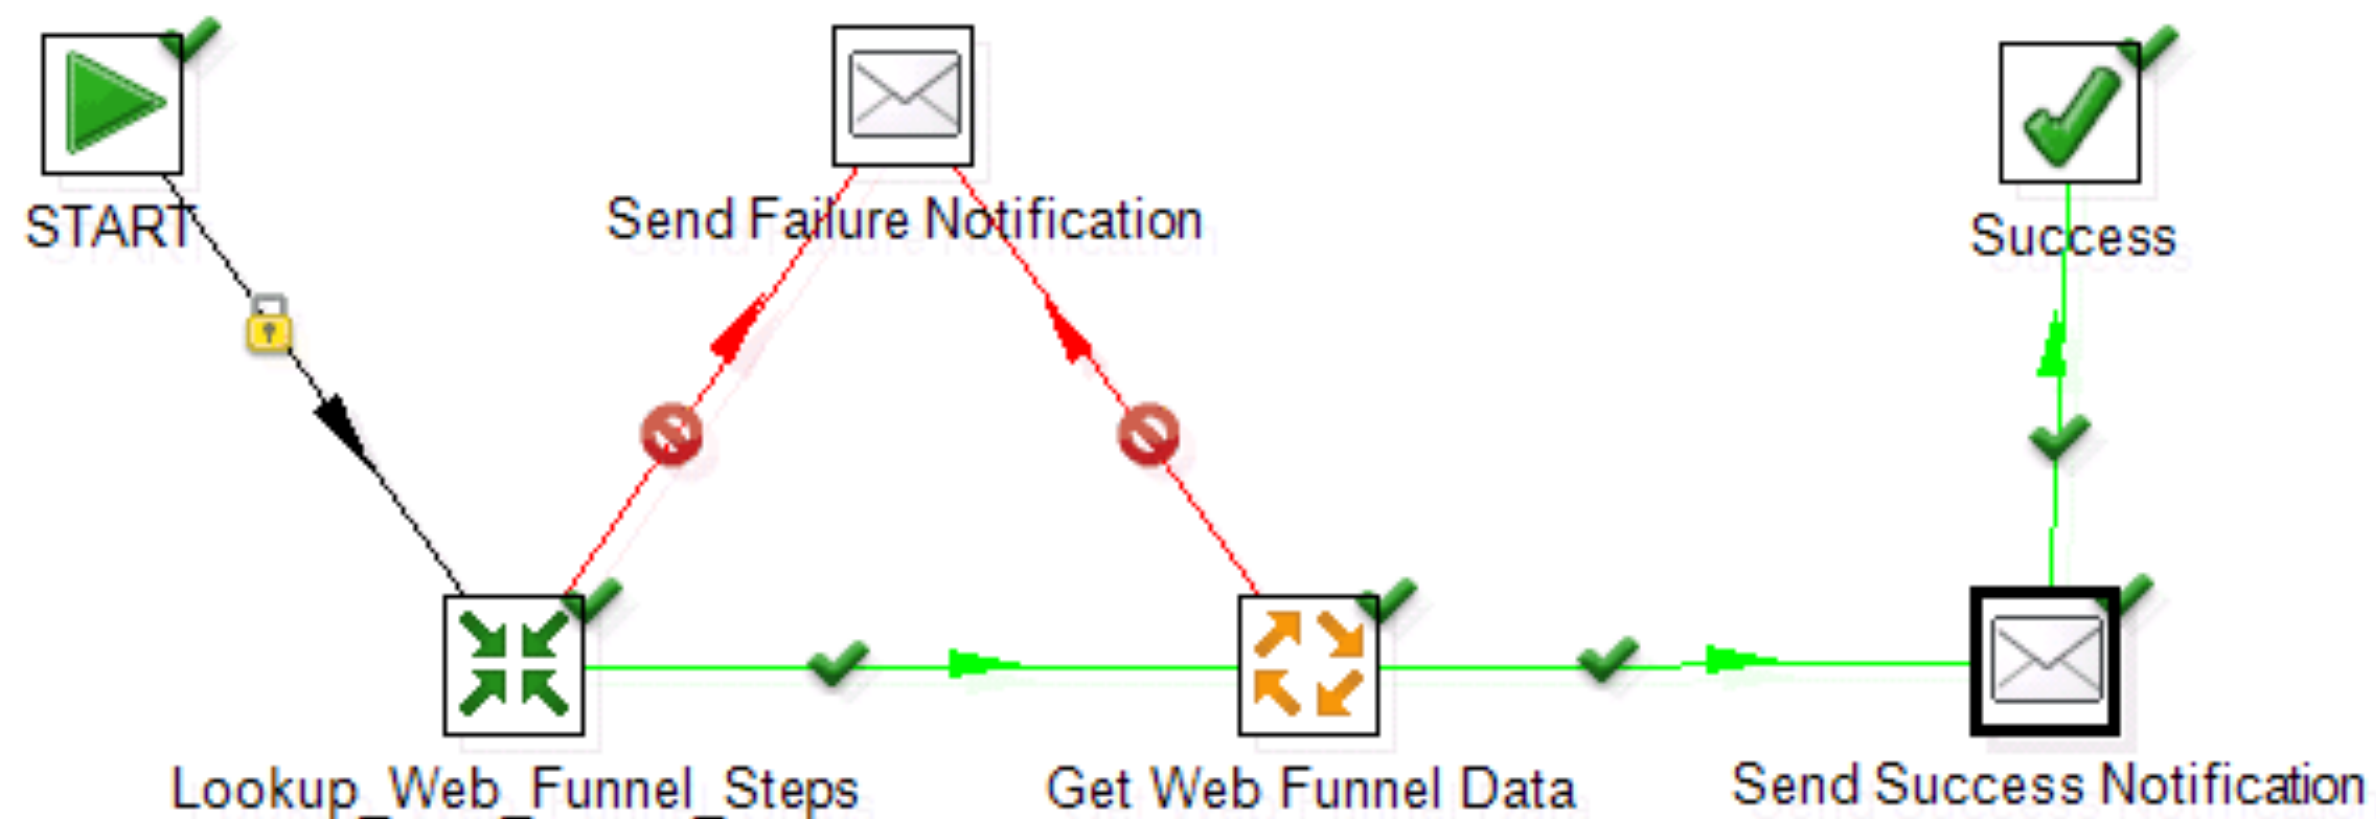 START
Send Failure Notification
Success
Lookup_Web_Funnel_Steps
Get Web Funnel Data
Send Success Notification